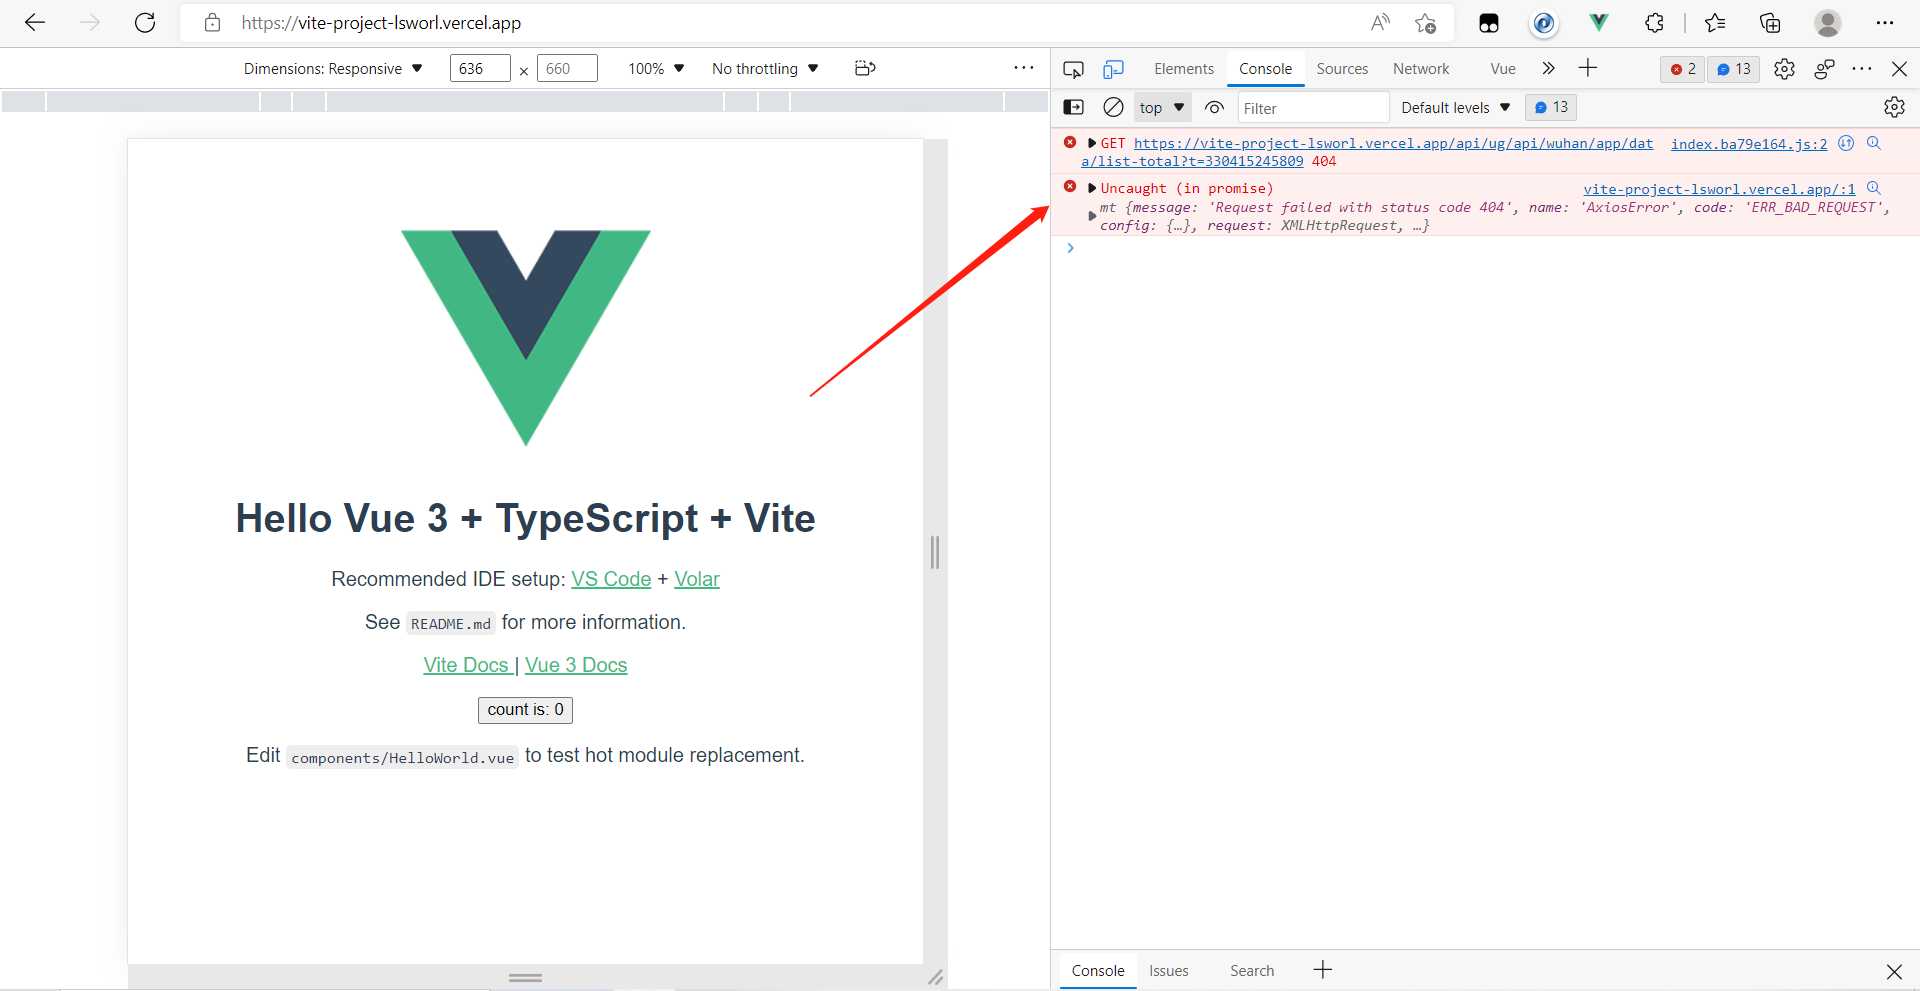 https://vite-project-lsworl.vercel.app
Dimensions: Responsive 636 × 660 100% No throttling
Elements Console Sources Network Vue 2 13
top Filter Default levels 13
GET https://vite-project-lsworl.vercel.app/api/ug/api/wuhan/app/dat index.ba79e164.js:2
a/list-total?t=330415245809 404
Uncaught (in promise) vite-project-lsworl.vercel.app/:1
mt {message: 'Request failed with status code 404', name: 'AxiosError', code: 'ERR_BAD_REQUEST',
config: {…}, request: XMLHttpRequest, …}
Hello Vue 3 + TypeScript + Vite
Recommended IDE setup: VS Code + Volar
See README.md for more information.
Vite Docs | Vue 3 Docs
count is: 0
Edit components/HelloWorld.vue to test hot module replacement.
Console Issues Search